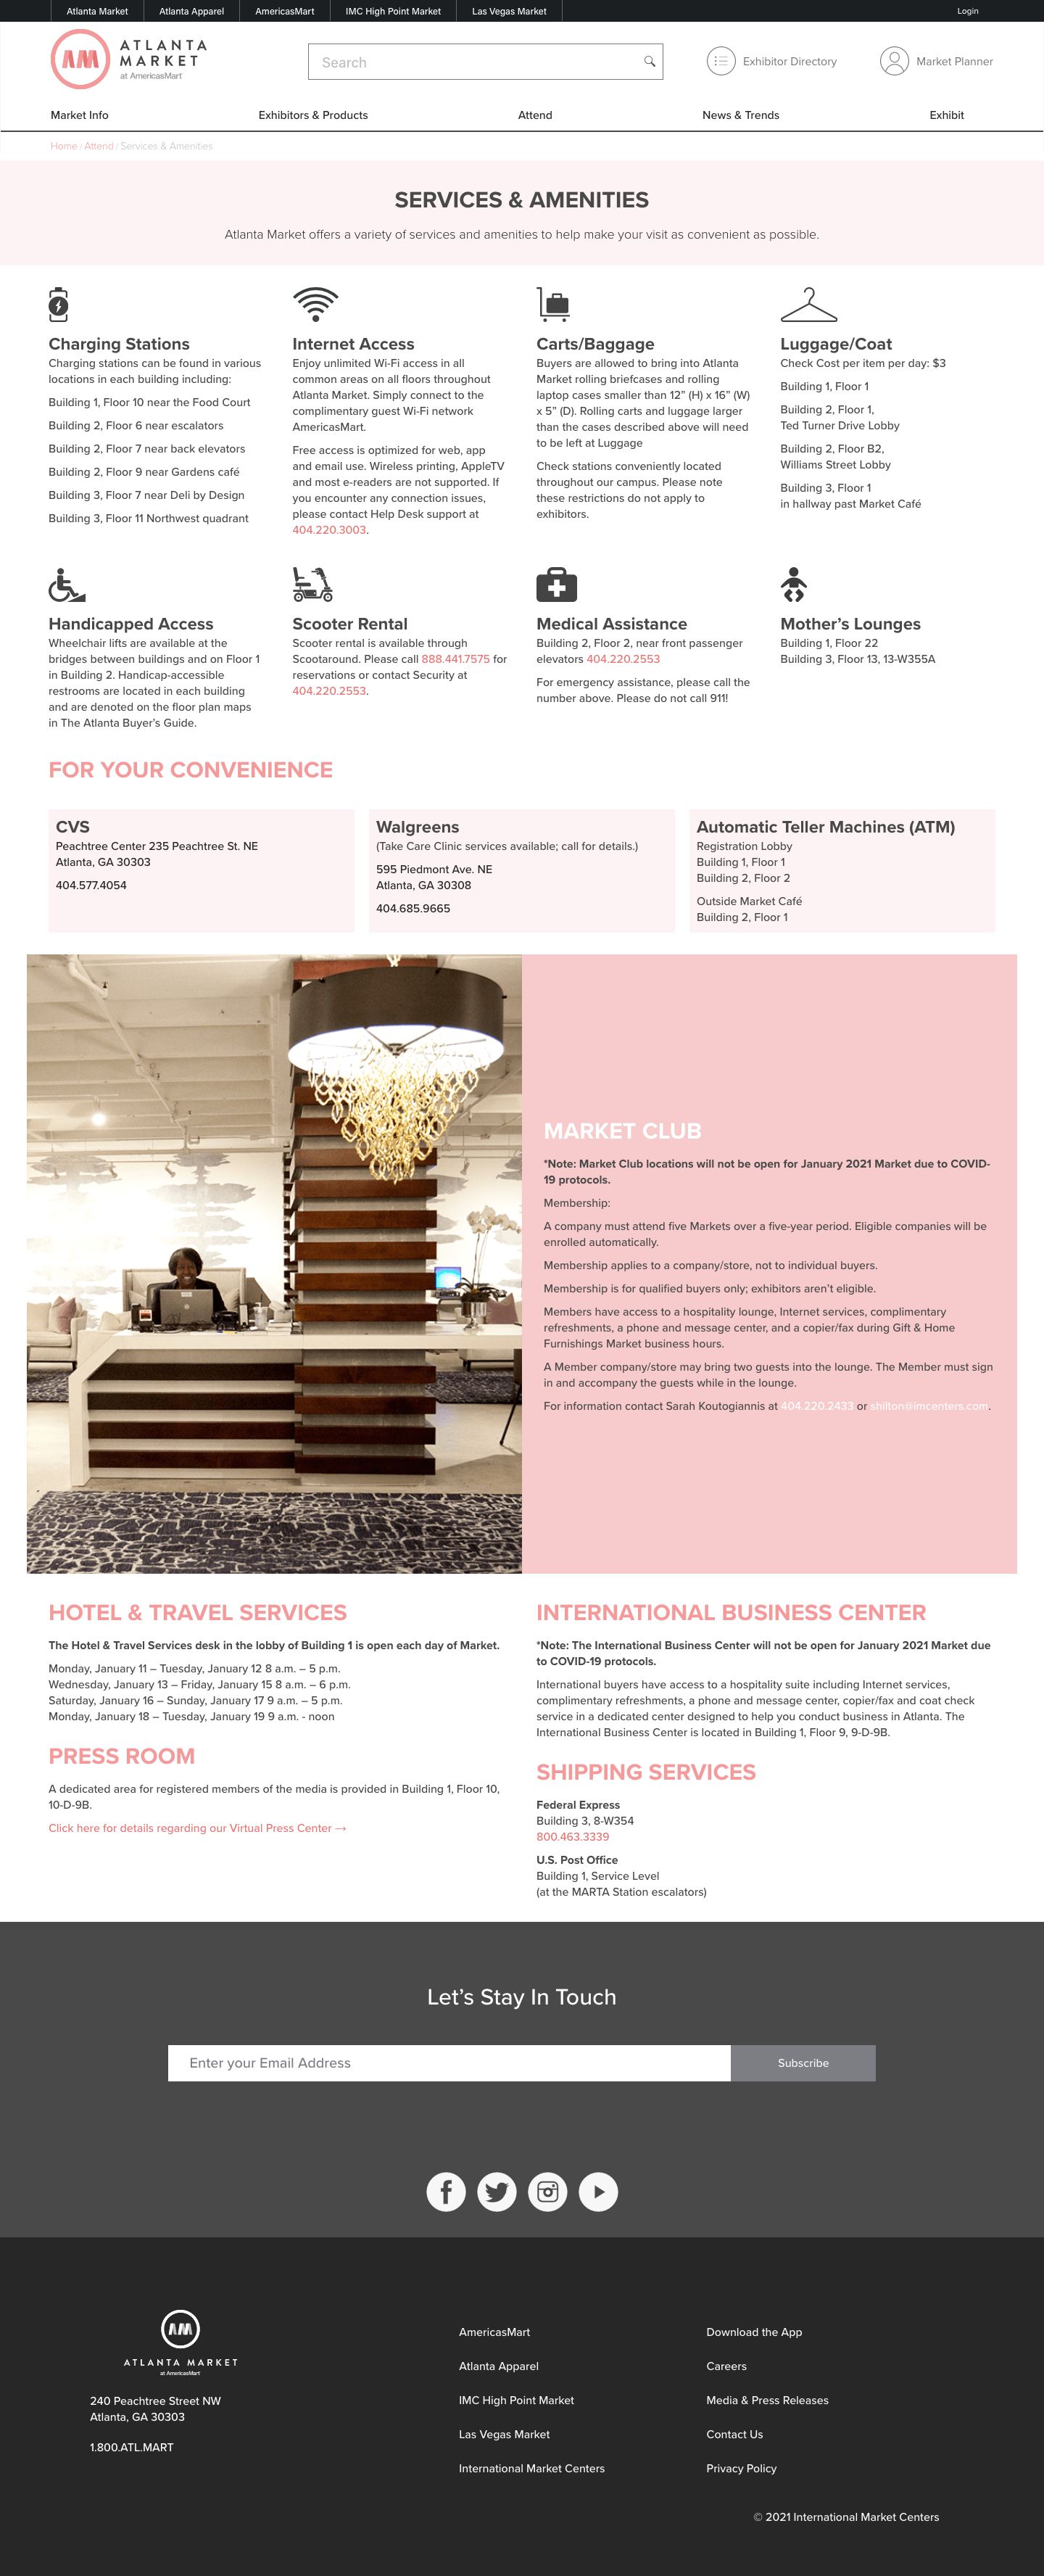 Atlanta Market
Atlanta Apparel
AmericasMart
IMC High Point Market
Las Vegas Market
Login
AM
ATLANTA
MARKET
at AmericasMart
Search
Exhibitor Directory
Market Planner
Market Info
Exhibitors & Products
Attend
News & Trends
Exhibit
Home / Attend / Services & Amenities
SERVICES & AMENITIES
Atlanta Market offers a variety of services and amenities to help make your visit as convenient as possible.
Charging Stations
Charging stations can be found in various
locations in each building including:
Building 1, Floor 10 near the Food Court
Building 2, Floor 6 near escalators
Building 2, Floor 7 near back elevators
Building 2, Floor 9 near Gardens café
Building 3, Floor 7 near Deli by Design
Building 3, Floor 11 Northwest quadrant
Internet Access
Enjoy unlimited Wi-Fi access in all
common areas on all floors throughout
Atlanta Market. Simply connect to the
complimentary guest Wi-Fi network
AmericasMart.
Free access is optimized for web, app
and email use. Wireless printing, AppleTV
and most e-readers are not supported. If
you encounter any connection issues,
please contact Help Desk support at
404.220.3003.
Carts/Baggage
Buyers are allowed to bring into Atlanta
Market rolling briefcases and rolling
laptop cases smaller than 12” (H) x 16” (W)
x 5” (D). Rolling carts and luggage larger
than the cases described above will need
to be left at Luggage
Check stations conveniently located
throughout our campus. Please note
these restrictions do not apply to
exhibitors.
Luggage/Coat
Check Cost per item per day: $3
Building 1, Floor 1
Building 2, Floor 1,
Ted Turner Drive Lobby
Building 2, Floor B2,
Williams Street Lobby
Building 3, Floor 1
in hallway past Market Café
Handicapped Access
Wheelchair lifts are available at the
bridges between buildings and on Floor 1
in Building 2. Handicap-accessible
restrooms are located in each building
and are denoted on the floor plan maps
in The Atlanta Buyer’s Guide.
Scooter Rental
Scooter rental is available through
Scootaround. Please call 888.441.7575 for
reservations or contact Security at
404.220.2553.
Medical Assistance
Building 2, Floor 2, near front passenger
elevators 404.220.2553
For emergency assistance, please call the
number above. Please do not call 911!
Mother’s Lounges
Building 1, Floor 22
Building 3, Floor 13, 13-W355A
FOR YOUR CONVENIENCE
CVS
Peachtree Center 235 Peachtree St. NE
Atlanta, GA 30303
404.577.4054
Walgreens
(Take Care Clinic services available; call for details.)
595 Piedmont Ave. NE
Atlanta, GA 30308
404.685.9665
Automatic Teller Machines (ATM)
Registration Lobby
Building 1, Floor 1
Building 2, Floor 2
Outside Market Café
Building 2, Floor 1
MARKET CLUB
*Note: Market Club locations will not be open for January 2021 Market due to COVID-
19 protocols.
Membership:
A company must attend five Markets over a five-year period. Eligible companies will be
enrolled automatically.
Membership applies to a company/store, not to individual buyers.
Membership is for qualified buyers only; exhibitors aren’t eligible.
Members have access to a hospitality lounge, Internet services, complimentary
refreshments, a phone and message center, and a copier/fax during Gift & Home
Furnishings Market business hours.
A Member company/store may bring two guests into the lounge. The Member must sign
in and accompany the guests while in the lounge.
For information contact Sarah Koutogiannis at 404.220.2433 or shilton@imcenters.com.
HOTEL & TRAVEL SERVICES
The Hotel & Travel Services desk in the lobby of Building 1 is open each day of Market.
Monday, January 11 – Tuesday, January 12 8 a.m. – 5 p.m.
Wednesday, January 13 – Friday, January 15 8 a.m. – 6 p.m.
Saturday, January 16 – Sunday, January 17 9 a.m. – 5 p.m.
Monday, January 18 – Tuesday, January 19 9 a.m. - noon
PRESS ROOM
A dedicated area for registered members of the media is provided in Building 1, Floor 10,
10-D-9B.
Click here for details regarding our Virtual Press Center →
INTERNATIONAL BUSINESS CENTER
*Note: The International Business Center will not be open for January 2021 Market due
to COVID-19 protocols.
International buyers have access to a hospitality suite including Internet services,
complimentary refreshments, a phone and message center, copier/fax and coat check
service in a dedicated center designed to help you conduct business in Atlanta. The
International Business Center is located in Building 1, Floor 9, 9-D-9B.
SHIPPING SERVICES
Federal Express
Building 3, 8-W354
800.463.3339
U.S. Post Office
Building 1, Service Level
(at the MARTA Station escalators)
Let’s Stay In Touch
Enter your Email Address
Subscribe
AM
ATLANTA MARKET
at AmericasMart
240 Peachtree Street NW
Atlanta, GA 30303
1.800.ATL.MART
AmericasMart
Atlanta Apparel
IMC High Point Market
Las Vegas Market
International Market Centers
Download the App
Careers
Media & Press Releases
Contact Us
Privacy Policy
© 2021 International Market Centers